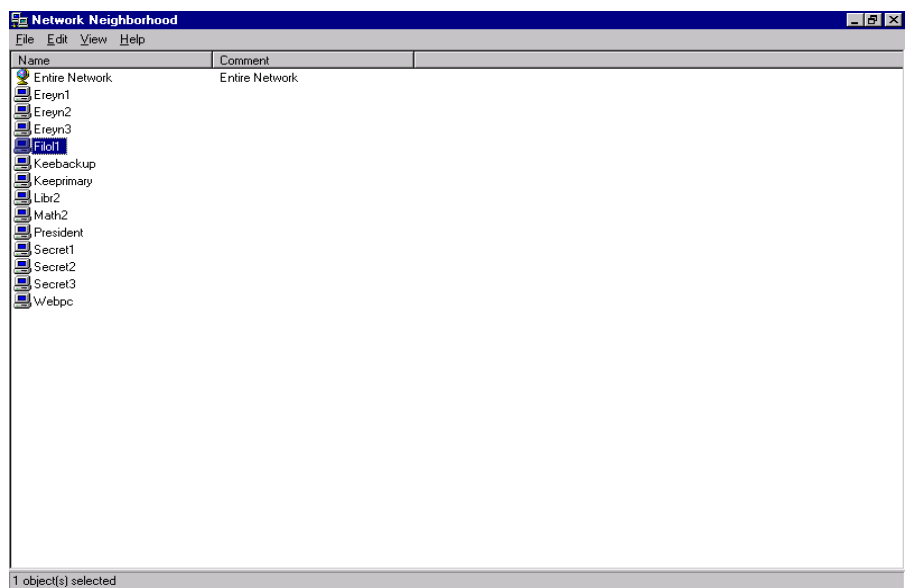 Network Neighborhood
File Edit View Help
Name Comment
Entire Network Entire Network
Ereyn1
Ereyn2
Ereyn3
Filol1
Keebackup
Keeprimary
Libr2
Math2
President
Secret1
Secret2
Secret3
Webpc
1 object(s) selected